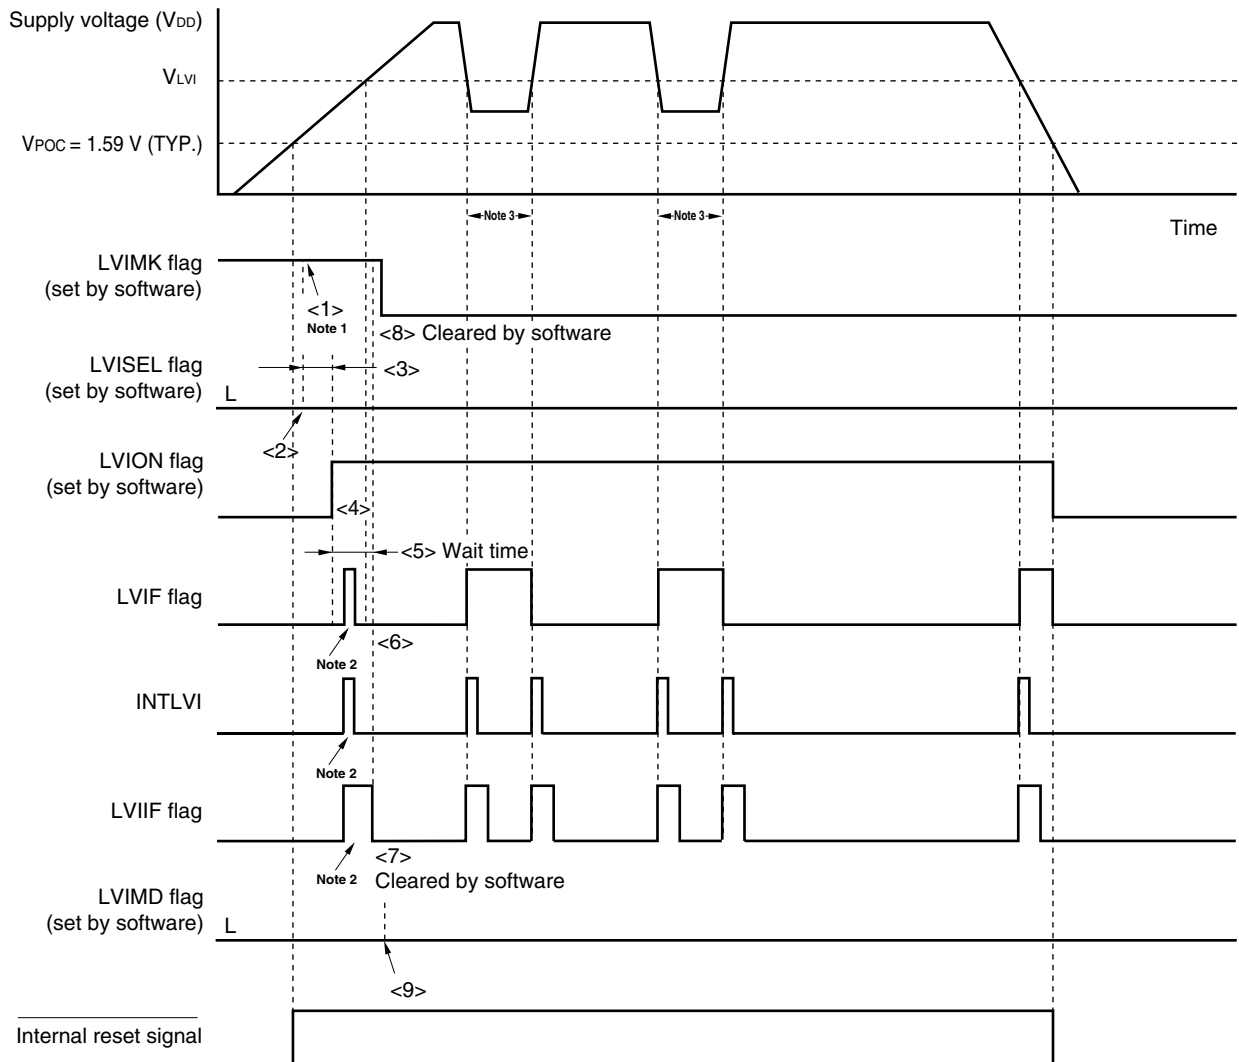 Supply voltage (VDD)
VLVI
VPOC = 1.59 V (TYP.)
Note 3
Note 3
Time
LVIMK flag
(set by software)
<1>
Note 1
<8> Cleared by software
LVISEL flag
(set by software)
L
<3>
<2>
LVION flag
(set by software)
<4>
<5> Wait time
LVIF flag
<6>
Note 2
INTLVI
Note 2
LVIIF flag
<7>
Note 2
Cleared by software
LVIMD flag
(set by software)
L
<9>
Internal reset signal